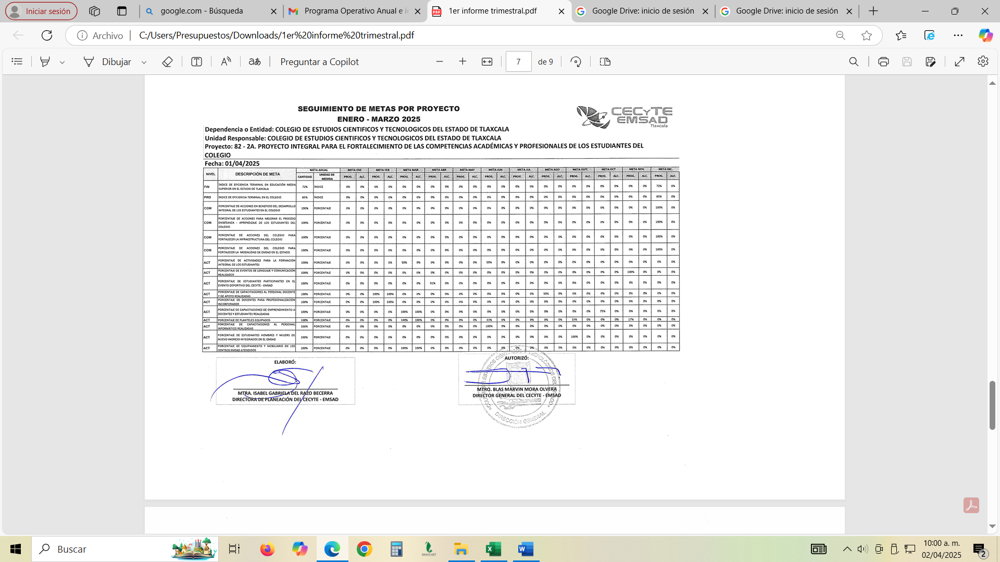 Iniciar sesión
google.com - Búsqueda
Programa Operativo Anual e in
1er informe trimestral.pdf
Google Drive: inicio de sesión
Google Drive: inicio de sesión
Archivo
C:/Users/Presupuestos/Downloads/1er%20informe%20trimestral.pdf
Dibujar
Preguntar a Copilot
7
de 9
SEGUIMIENTO DE METAS POR PROYECTO
ENERO - MARZO 2025
CECyTE
EMSAD
Tlaxcala
Dependencia o Entidad: COLEGIO DE ESTUDIOS CIENTIFICOS Y TECNOLOGICOS DEL ESTADO DE TLAXCALA
Unidad Responsable: COLEGIO DE ESTUDIOS CIENTIFICOS Y TECNOLOGICOS DEL ESTADO DE TLAXCALA
Proyecto: 82 - 2A. PROYECTO INTEGRAL PARA EL FORTALECIMIENTO DE LAS COMPETENCIAS ACADÉMICAS Y PROFESIONALES DE LOS ESTUDIANTES DEL
COLEGIO
Fecha: 01/04/2025
NIVEL DESCRIPCIÓN DE META META ANUAL META ENE META FEB META MAR META ABR META MAY META JUN META JUL META AGO META SEPT. META OCT META NOV. META DIC.
CANTIDAD UNIDAD DE MEDIDA PROG. ALC. PROG. ALC. PROG. ALC. PROG. ALC. PROG. ALC. PROG. ALC. PROG. ALC. PROG. ALC. PROG. ALC. PROG. ALC. PROG. ALC. PROG. ALC.
FIN ÍNDICE DE EFICIENCIA TERMINAL EN EDUCACIÓN MEDIA SUPERIOR EN EL ESTADO DE TLAXCALA 72% ÍNDICE 0% 0% 0% 0% 0% 0% 0% 0% 0% 0% 0% 0% 0% 0% 0% 0% 0% 0% 0% 0% 0% 0% 72% 0%
PRO ÍNDICE DE EFICIENCIA TERMINAL EN EL COLEGIO 85% ÍNDICE 0% 0% 0% 0% 0% 0% 0% 0% 0% 0% 0% 0% 0% 0% 0% 0% 0% 0% 0% 0% 0% 0% 85% 0%
COM PORCENTAJE DE ACCIONES EN BENEFICIO DEL DESARROLLO INTEGRAL DE LOS ESTUDIANTES EN EL COLEGIO 100% PORCENTAJE 0% 0% 0% 0% 0% 0% 0% 0% 0% 0% 0% 0% 0% 0% 0% 0% 0% 0% 0% 0% 0% 0% 100% 0%
COM PORCENTAJE DE ACCIONES PARA MEJORAR EL PROCESO ENSEÑANZA - APRENDIZAJE DE LOS ESTUDIANTES DEL COLEGIO 100% PORCENTAJE 0% 0% 0% 0% 0% 0% 0% 0% 0% 0% 0% 0% 0% 0% 0% 0% 0% 0% 0% 0% 0% 0% 100% 0%
COM PORCENTAJE DE ACCIONES DEL COLEGIO PARA FORTALECER LA INFRAESTRUCTURA DEL COLEGIO 100% PORCENTAJE 0% 0% 0% 0% 0% 0% 0% 0% 0% 0% 0% 0% 0% 0% 0% 0% 0% 0% 0% 0% 0% 0% 100% 0%
COM PORCENTAJE DE ACCIONES DEL COLEGIO PARA FORTALECER LA MODALIDAD DE EMSAD EN EL ESTADO 100% PORCENTAJE 0% 0% 0% 0% 0% 0% 0% 0% 0% 0% 0% 0% 0% 0% 0% 0% 0% 0% 0% 0% 0% 0% 100% 0%
ACT PORCENTAJE DE ACTIVIDADES PARA LA FORMACIÓN INTEGRAL DE LOS ESTUDIANTES 100% PORCENTAJE 0% 0% 0% 0% 50% 0% 0% 0% 0% 0% 50% 0% 0% 0% 0% 0% 0% 0% 0% 0% 0% 0% 0% 0%
ACT PORCENTAJE DE EVENTOS DE LENGUAJE Y COMUNICACIÓN REALIZADOS 100% PORCENTAJE 0% 0% 0% 0% 0% 0% 0% 0% 0% 0% 0% 0% 0% 0% 0% 0% 0% 0% 0% 0% 100% 0% 0% 0%
ACT PORCENTAJE DE ESTUDIANTES PARTICIPANTES EN EL EVENTO DEPORTIVO DEL CECYTE - EMSAD 100% PORCENTAJE 0% 0% 0% 0% 0% 0% 91% 0% 0% 0% 0% 0% 0% 0% 0% 0% 0% 0% 0% 0% 9% 0% 0% 0%
ACT PORCENTAJE DE CAPACITACIONES AL PERSONAL DOCENTE Y DE APOYO REALIZADAS 100% PORCENTAJE 0% 0% 100% 100% 0% 0% 0% 0% 0% 0% 0% 0% 0% 0% 50% 0% 0% 0% 0% 0% 0% 0% 0% 0%
ACT PORCENTAJE DE DOCENTES PARA PROFESIONALIZACIÓN INCORPORADOS 100% PORCENTAJE 0% 0% 100% 100% 0% 0% 0% 0% 0% 0% 0% 0% 0% 0% 0% 0% 0% 0% 0% 0% 0% 0% 0% 0%
ACT PORCENTAJE DE CAPACITACIONES DE EMPRENDIMIENTO A DOCENTES Y ESTUDIANTES REALIZADAS 100% PORCENTAJE 0% 0% 0% 0% 100% 100% 0% 0% 0% 0% 0% 0% 0% 0% 0% 0% 0% 0% 75% 0% 0% 0% 0% 0%
ACT PORCENTAJE DE PLANTELES EQUIPADOS 100% PORCENTAJE 0% 0% 0% 0% 100% 100% 0% 0% 0% 0% 33% 0% 0% 0% 0% 0% 33% 0% 0% 0% 17% 0% 0% 0%
ACT PORCENTAJE DE CAPACITACIONES AL PERSONAL INFORMÁTICO REALIZADAS 100% PORCENTAJE 0% 0% 0% 0% 0% 0% 0% 0% 0% 0% 100% 0% 0% 0% 0% 0% 0% 0% 0% 0% 0% 0% 0% 0%
ACT PORCENTAJE DE ESTUDIANTES HOMBRES Y MUJERES DE NUEVO INGRESO INTEGRADOS EN EL EMSAD 100% PORCENTAJE 0% 0% 0% 0% 0% 0% 0% 0% 0% 0% 0% 0% 0% 0% 0% 0% 100% 0% 0% 0% 0% 0% 0% 0%
ACT PORCENTAJE DE EQUIPAMIENTO Y MOBILIARIO EN LOS CENTROS EMSAD ATENDIDOS 100% PORCENTAJE 0% 0% 0% 0% 100% 100% 0% 0% 0% 0% 0% 0% 0% 0% 0% 0% 0% 0% 0% 0% 0% 0% 0% 0%
ELABORÓ:
MTRA. ISABEL GABRIELA DEL RAZO BECERRA
DIRECTORA DE PLANEACIÓN DEL CECYTE - EMSAD
AUTORIZÓ:
MTRO. BLAS MARVIN MORA OLVERA
DIRECTOR GENERAL DEL CECYTE - EMSAD
DIRECCIÓN GENERAL
Buscar
SAACG.NET
10:00 a. m.
02/04/2025
2